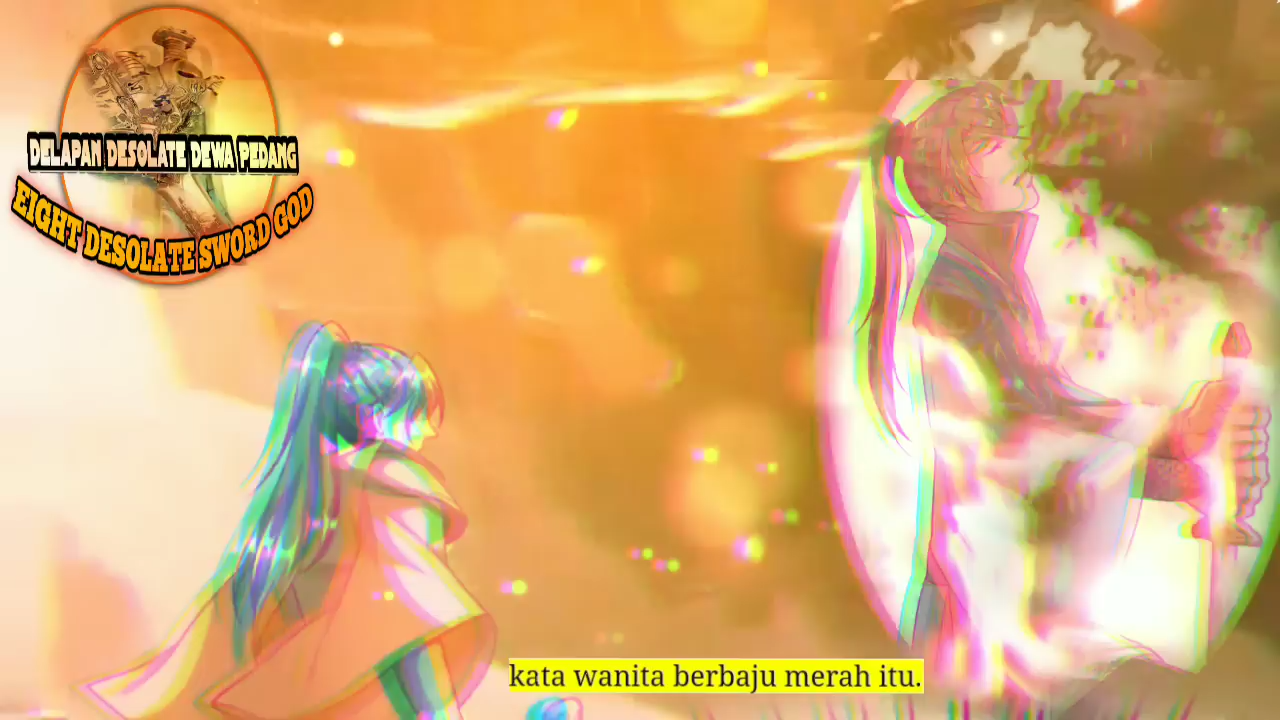 DELAPAN DESOLATE DEWA PEDANG
EIGHT DESOLATE SWORD GOD
kata wanita berbaju merah itu.